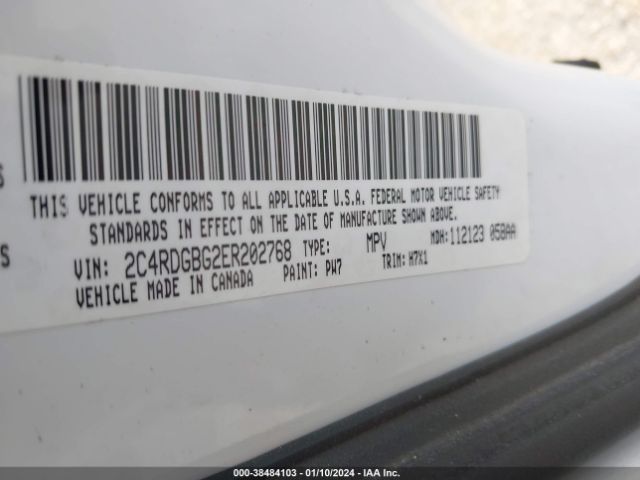 S
THIS VEHICLE CONFORMS TO ALL APPLICABLE U.S.A. FEDERAL MOTOR VEHICLE SAFETY
STANDARDS IN EFFECT ON THE DATE OF MANUFACTURE SHOWN ABOVE.
S
VIN: 2C4RDGBG2ER202768 TYPE: MPV MDH:112123 058AA
VEHICLE MADE IN CANADA PAINT: PW7 TRIM: H7X1
000-38484103 - 01/10/2024 - IAA Inc.